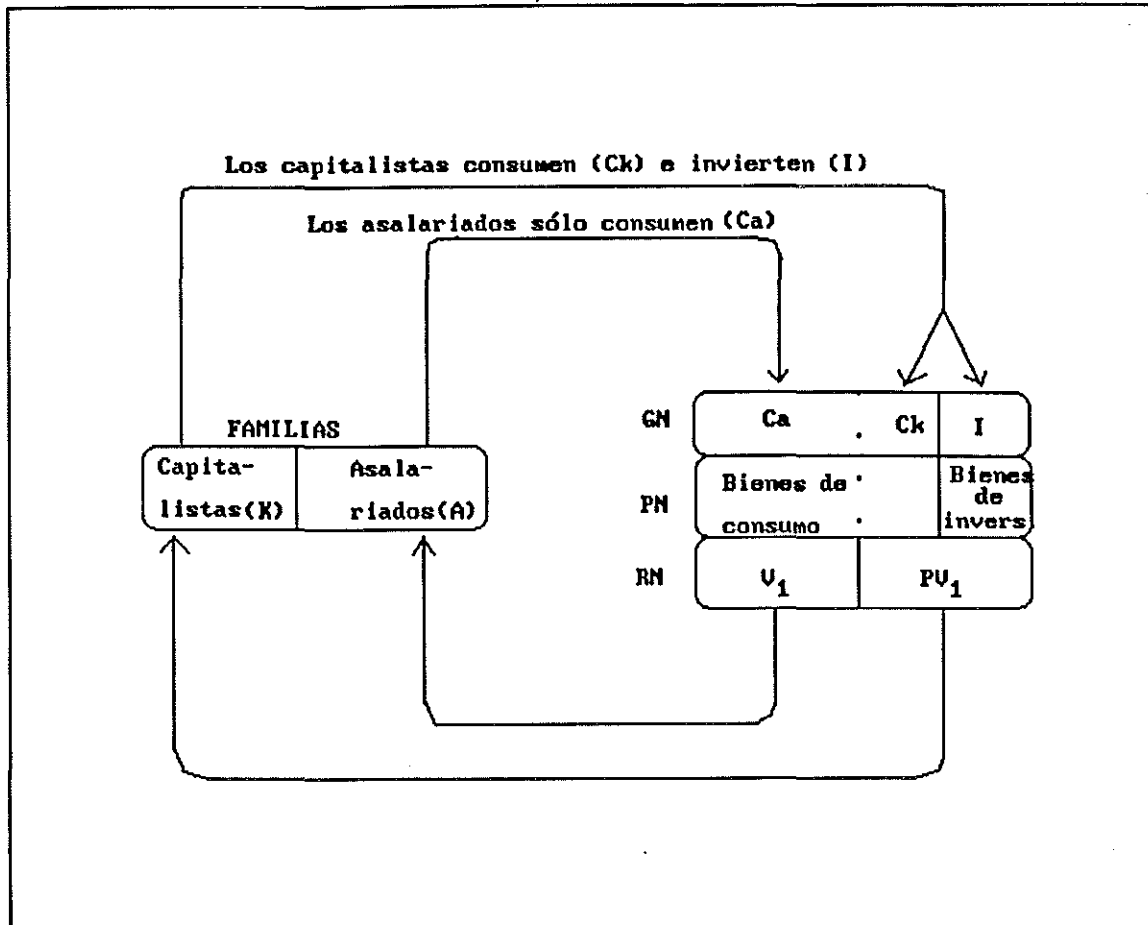 Los capitalistas consumen (Ck) e invierten (I)
Los asalariados sólo consumen (Ca)
FAMILIAS
Capita-
listas(K)
Asala-
riados(A)
GN
Ca
Ck
I
PN
Bienes de
consumo
Bienes
de
invers
RN
V1
PV1